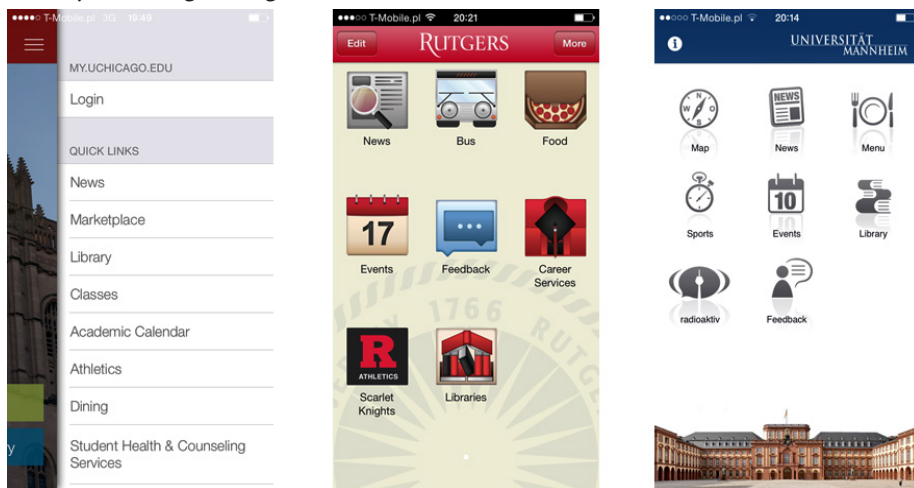 T-Mobile.pl 3G 19:49
MY.UCHICAGO.EDU
Login
QUICK LINKS
News
Marketplace
Library
Classes
Academic Calendar
Athletics
Dining
Student Health & Counseling
Services
y
T-Mobile.pl 20:21
Edit RUTGERS More
News Bus Food
17
Events Feedback Career
Services
1766
RUTGE
R
ATHLETICS
Scarlet
Knights
Libraries
T-Mobile.pl 20:14
i UNIVERSITÄT
MANNHEIM
N
W E
S
NEWS
Map News Menu
10
Sports Events Library
radioaktiv Feedback